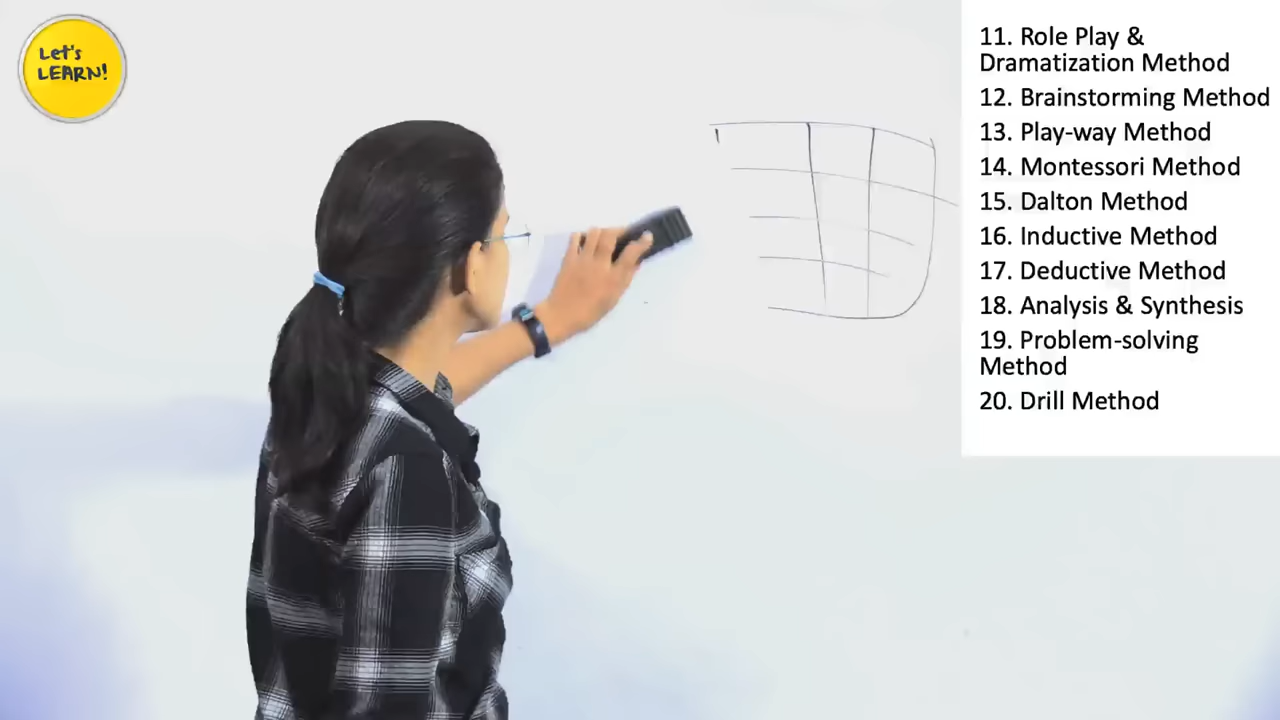 Let's
LEARN!
11. Role Play &
Dramatization Method
12. Brainstorming Method
13. Play-way Method
14. Montessori Method
15. Dalton Method
16. Inductive Method
17. Deductive Method
18. Analysis & Synthesis
19. Problem-solving
Method
20. Drill Method